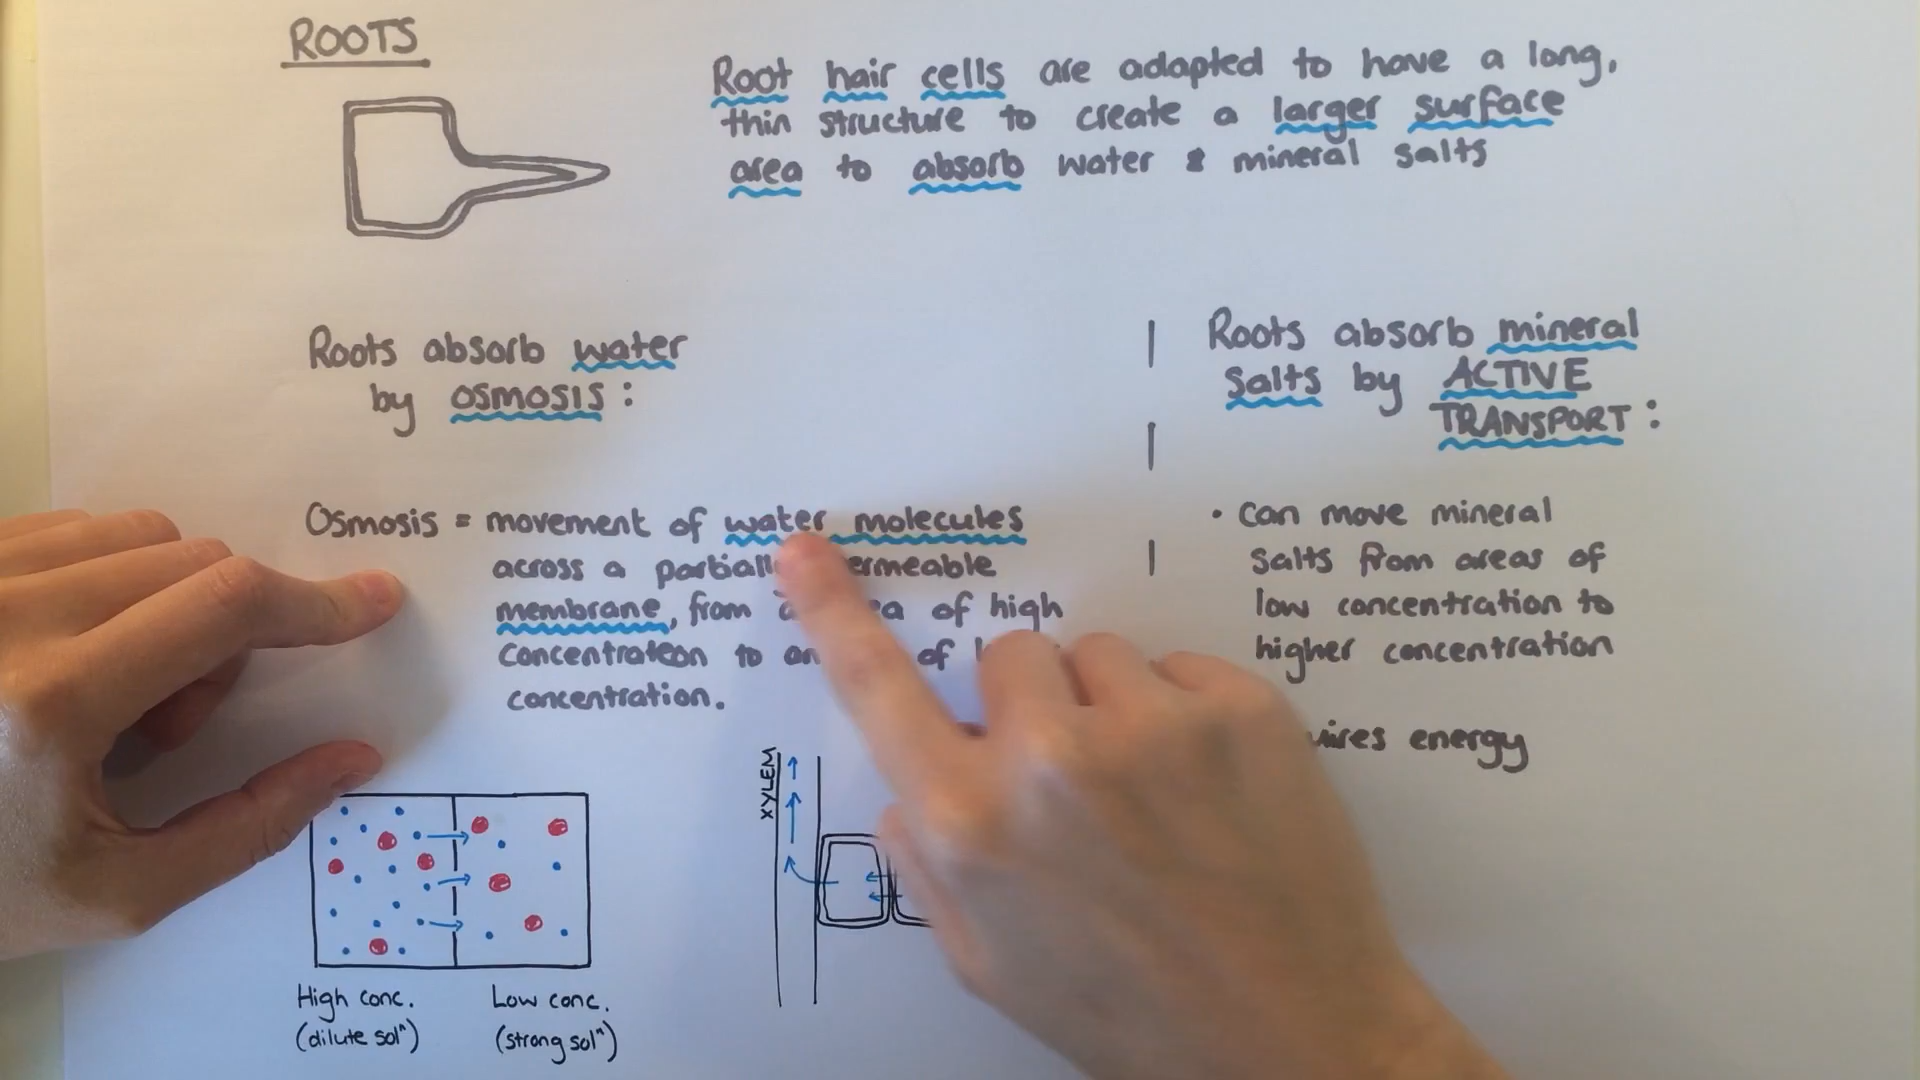 ROOTS
Root hair cells are adapted to have a long,
thin structure to create a larger surface
area to absorb water & mineral salts
Roots absorb water
by OSMOSIS:
Osmosis = movement of water molecules
across a
membrane, from of high
concentration to of
concentration.
Roots absorb mineral
salts by ACTIVE
TRANSPORT:
• can move mineral
salts from areas of
low concentration to
higher concentration
energy
XYLEM
High conc.
(dilute solⁿ)
Low conc.
(strong solⁿ)